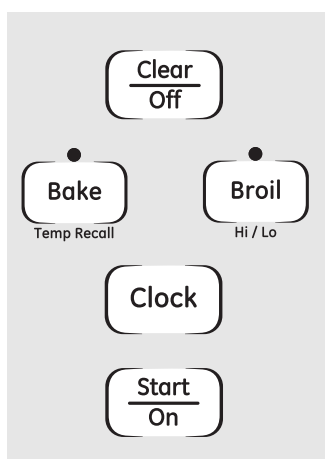 Clear
Off
Bake
Broil
Temp Recall
Hi / Lo
Clock
Start
On